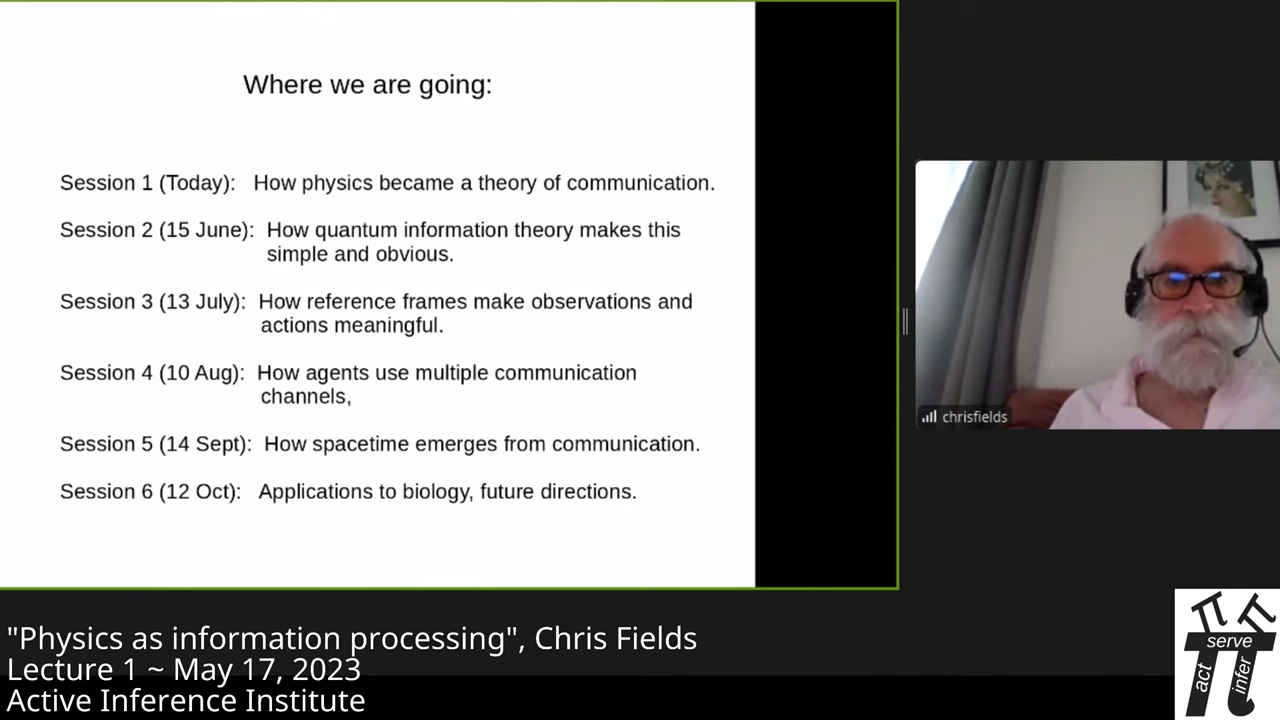 Where we are going:
Session 1 (Today): How physics became a theory of communication.
Session 2 (15 June): How quantum information theory makes this
simple and obvious.
Session 3 (13 July): How reference frames make observations and
actions meaningful.
Session 4 (10 Aug): How agents use multiple communication
channels,
Session 5 (14 Sept): How spacetime emerges from communication.
Session 6 (12 Oct): Applications to biology, future directions.
chrisfields
"Physics as information processing", Chris Fields
Lecture 1 ~ May 17, 2023
Active Inference Institute
π π
serve
act
infer